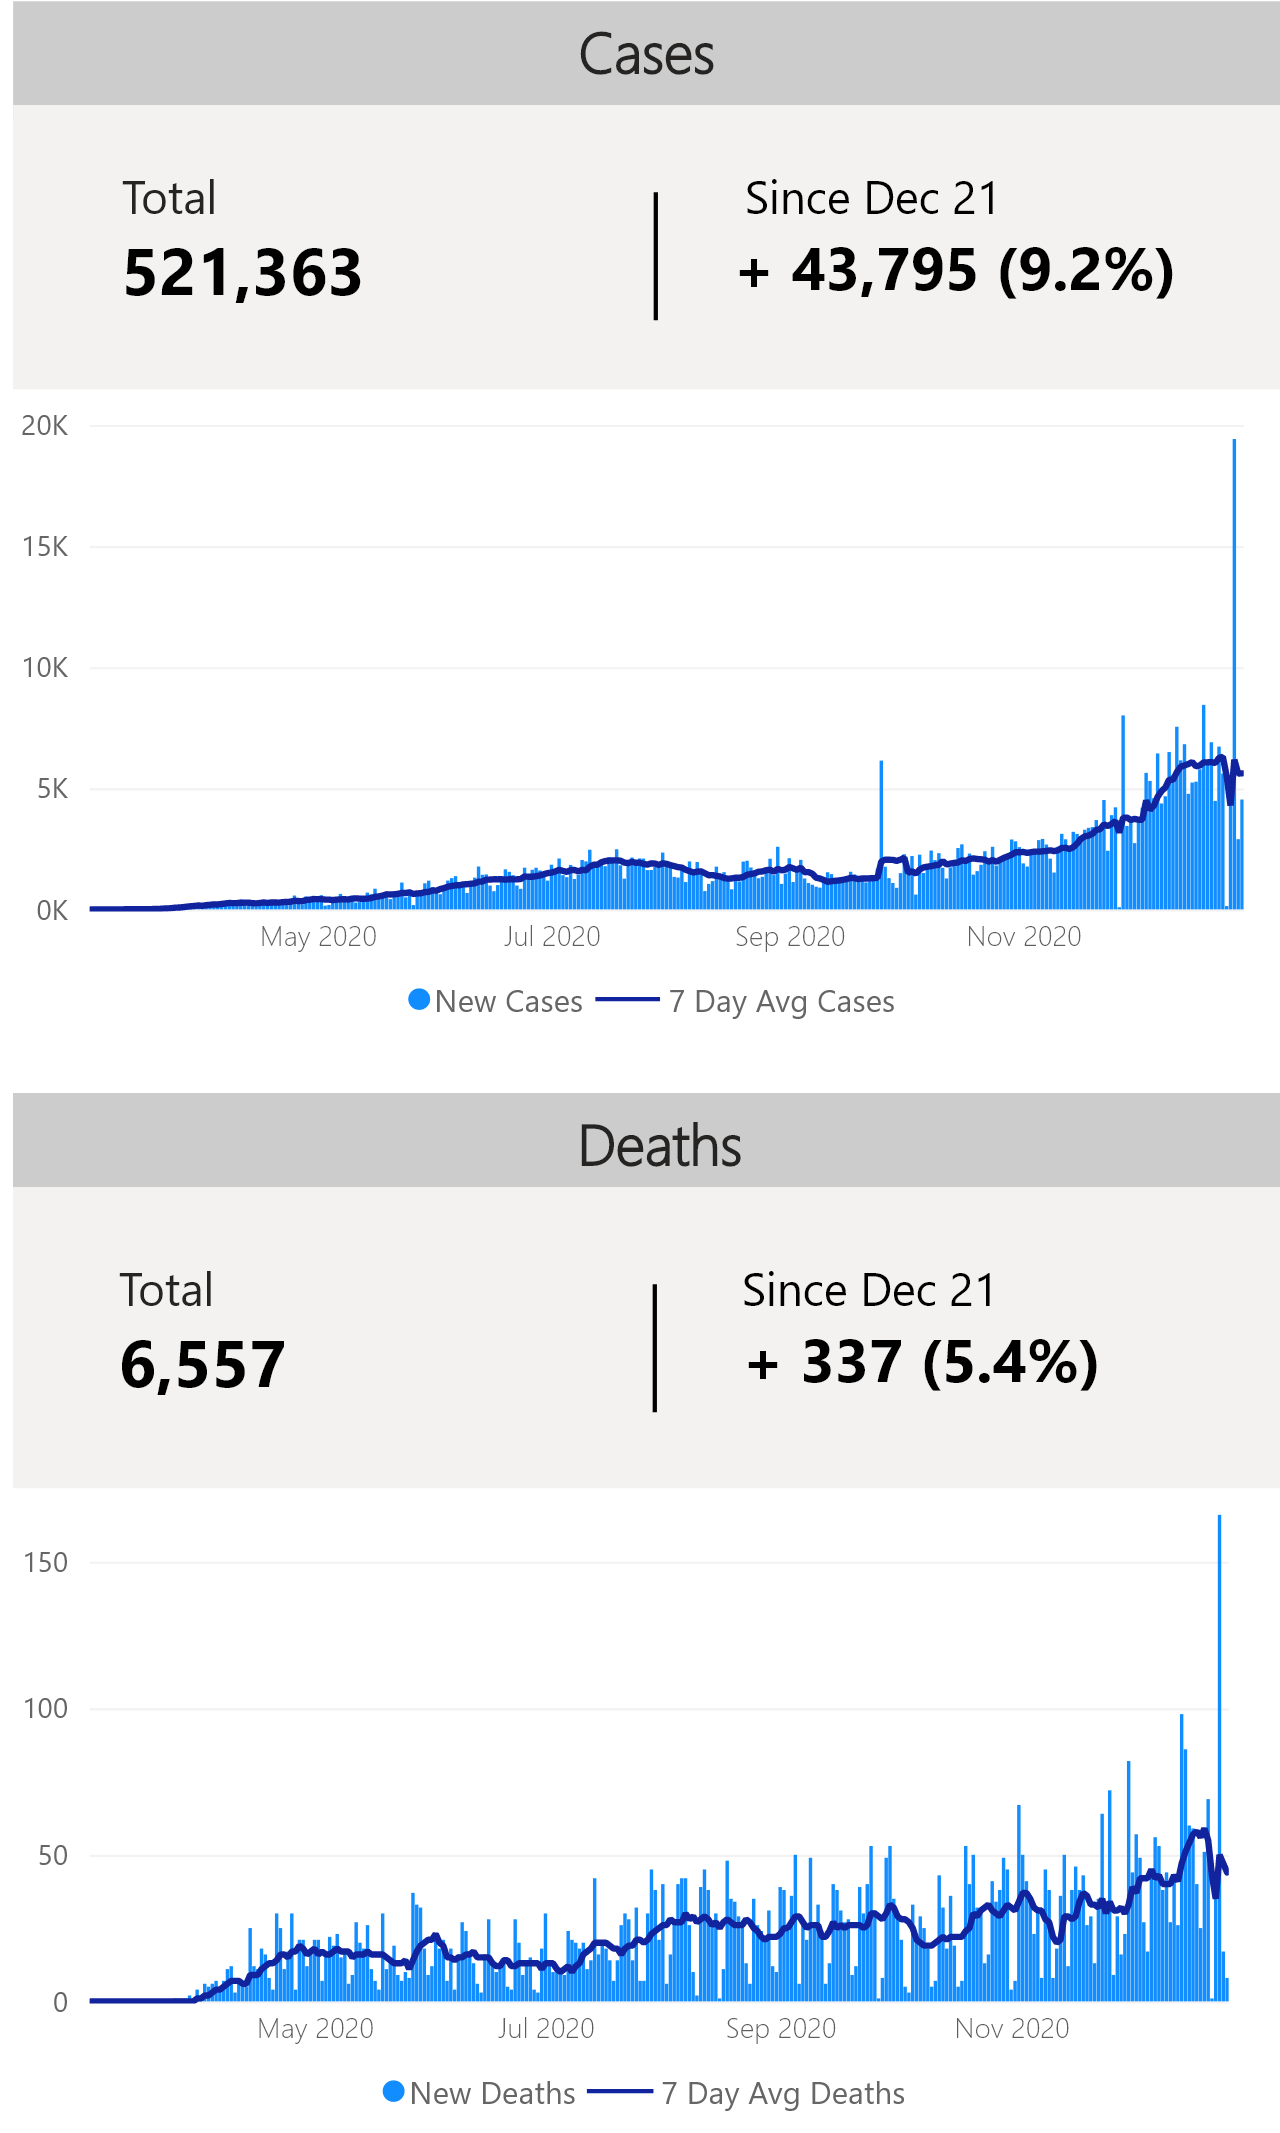 Cases
Total
Since Dec 21
521,363
+ 43,795 (9.2%)
20K
15K
10K
5K
0K
May 2020
Jul 2020
Sep 2020
Nov 2020
New Cases
7 Day Avg Cases
Deaths
Total
Since Dec 21
6,557
+ 337 (5.4%)
150
100
50
0
May 2020
Jul 2020
Sep 2020
Nov 2020
New Deaths
7 Day Avg Deaths